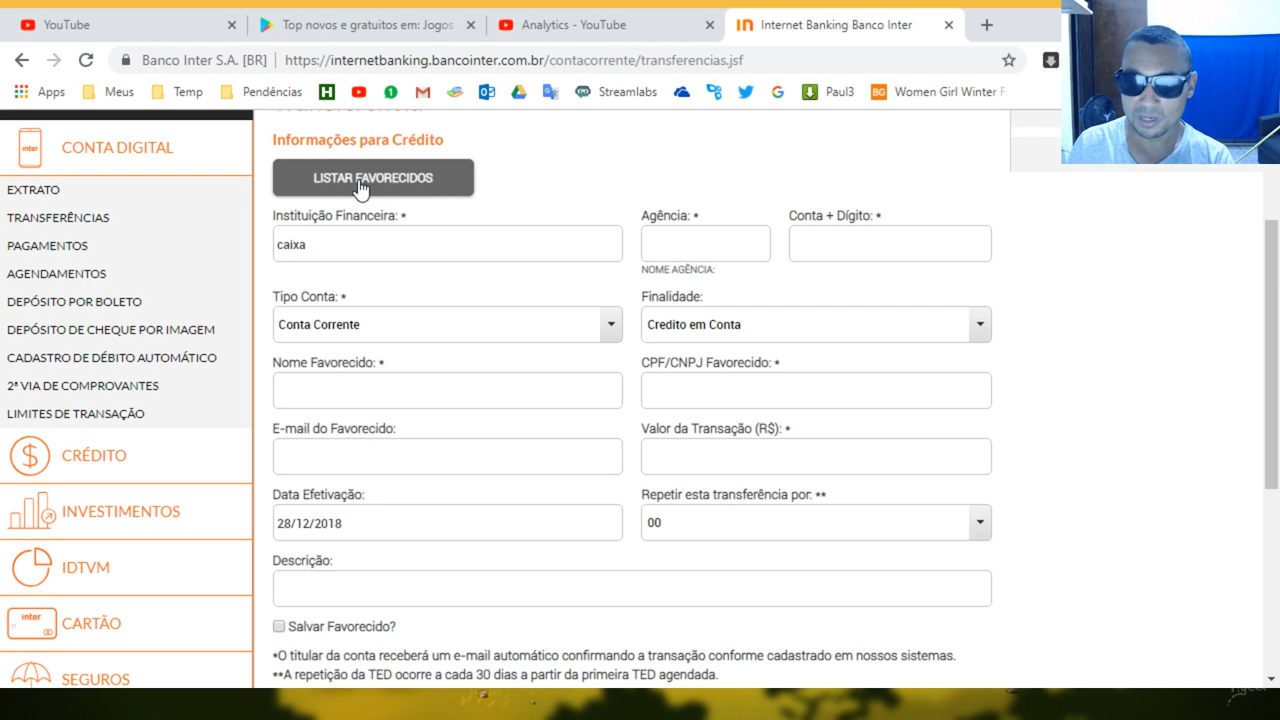 YouTube
Top novos e gratuitos em: Jogos
Analytics - YouTube
in Internet Banking Banco Inter
Banco Inter S.A. [BR] https://internetbanking.bancointer.com.br/contacorrente/transferencias.jsf
Apps Meus Temp Pendências H 1 Streamlabs G Paul3 BG Women Girl Winter
CONTA DIGITAL
inter
EXTRATO
TRANSFERÊNCIAS
PAGAMENTOS
AGENDAMENTOS
DEPÓSITO POR BOLETO
DEPÓSITO DE CHEQUE POR IMAGEM
CADASTRO DE DÉBITO AUTOMÁTICO
2ª VIA DE COMPROVANTES
LIMITES DE TRANSAÇÃO
CRÉDITO
INVESTIMENTOS
IDTVM
inter
CARTÃO
SEGUROS
Informações para Crédito
LISTAR FAVORECIDOS
Instituição Financeira: * Agência: * Conta + Dígito: *
caixa
NOME AGÊNCIA:
Tipo Conta: * Finalidade:
Conta Corrente Credito em Conta
Nome Favorecido: * CPF/CNPJ Favorecido: *
E-mail do Favorecido: Valor da Transação (R$): *
Data Efetivação: Repetir esta transferência por: **
28/12/2018 00
Descrição:
Salvar Favorecido?
*O titular da conta receberá um e-mail automático confirmando a transação conforme cadastrado em nossos sistemas.
**A repetição da TED ocorre a cada 30 dias a partir da primeira TED agendada.